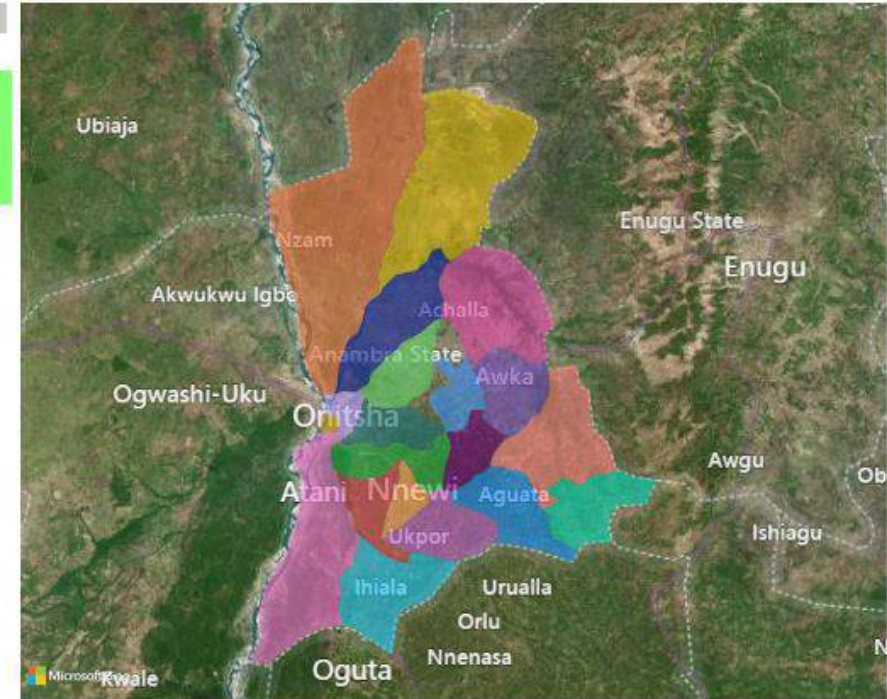 Ubiaja
Enugu State
Nzam
Enugu
Akwukwu Igbo
Achalla
Anambra State
Awka
Ogwashi-Uku
Onitsha
Awgu
Ob
Atani
Nnewi
Aguata
Ishiagu
Ukpor
Ihiala
Urualla
Orlu
N
Nnenasa
Oguta
Microsoft
Kwale